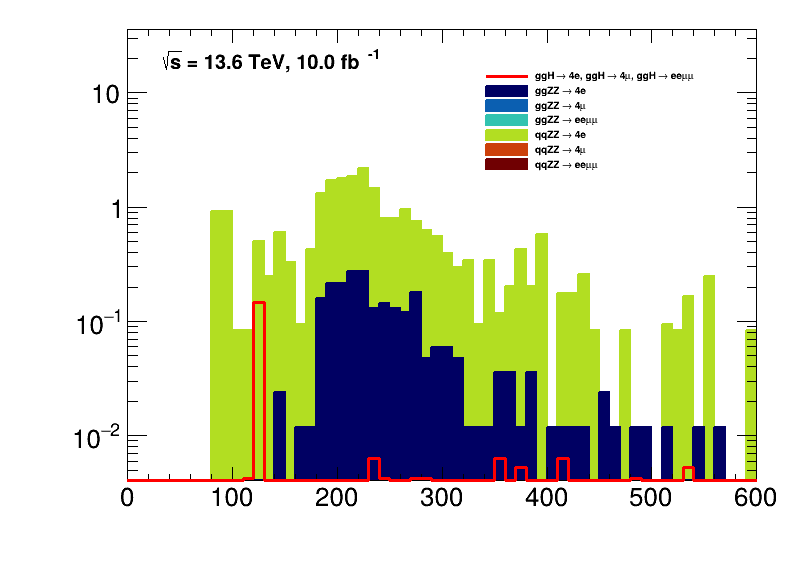 √s = 13.6 TeV, 10.0 fb⁻¹
ggH → 4e, ggH → 4μ, ggH → eeμμ
ggZZ → 4e
ggZZ → 4μ
ggZZ → eeμμ
qqZZ → 4e
qqZZ → 4μ
qqZZ → eeμμ
10
1
10⁻¹
10⁻²
0 100 200 300 400 500 600